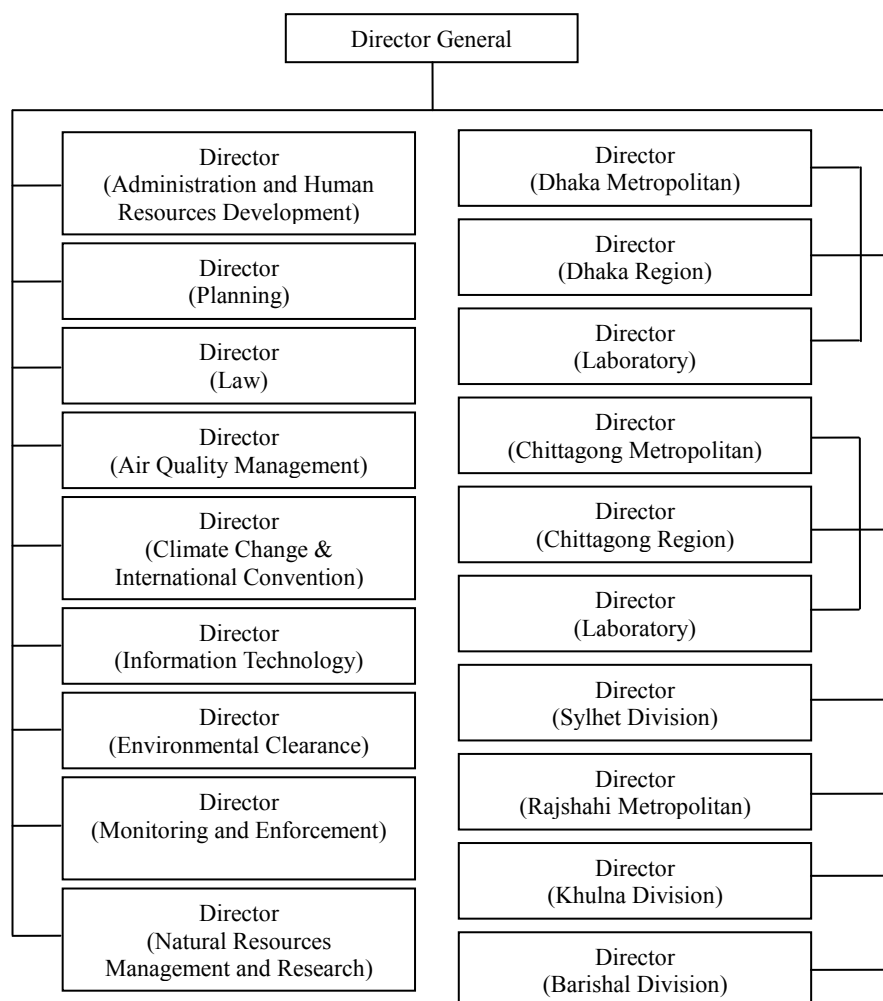 Director General
Director
(Administration and Human
Resources Development)
Director
(Planning)
Director
(Law)
Director
(Air Quality Management)
Director
(Climate Change &
International Convention)
Director
(Information Technology)
Director
(Environmental Clearance)
Director
(Monitoring and Enforcement)
Director
(Natural Resources
Management and Research)
Director
(Dhaka Metropolitan)
Director
(Dhaka Region)
Director
(Laboratory)
Director
(Chittagong Metropolitan)
Director
(Chittagong Region)
Director
(Laboratory)
Director
(Sylhet Division)
Director
(Rajshahi Metropolitan)
Director
(Khulna Division)
Director
(Barishal Division)